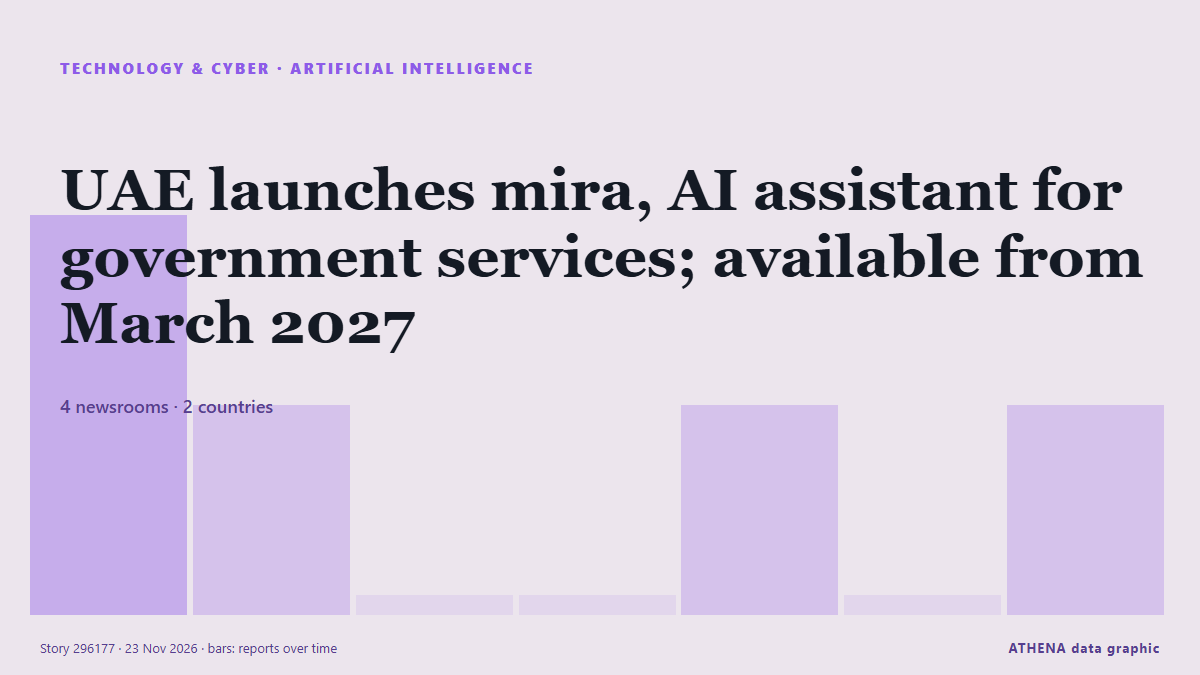 TECHNOLOGY & CYBER · ARTIFICIAL INTELLIGENCE
UAE launches mira, AI assistant for
government services; available from
March 2027
4 newsrooms · 2 countries
Story 296177 · 23 Nov 2026 · bars: reports over time
ATHENA data graphic